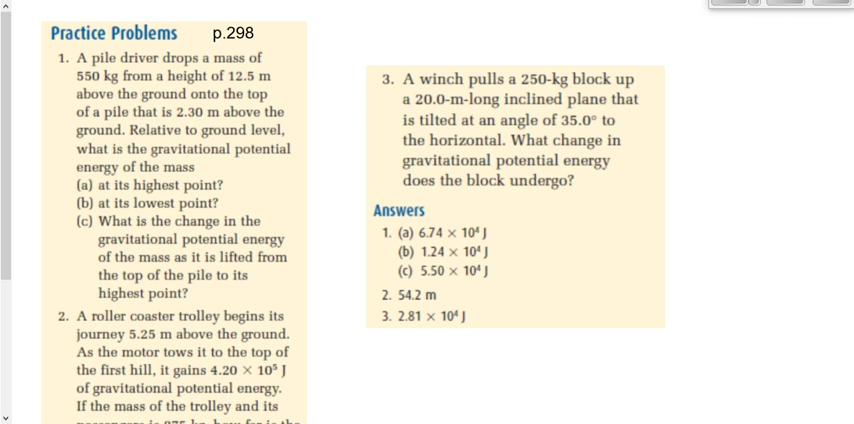 Practice Problems p.298
1. A pile driver drops a mass of
550 kg from a height of 12.5 m
above the ground onto the top
of a pile that is 2.30 m above the
ground. Relative to ground level,
what is the gravitational potential
energy of the mass
(a) at its highest point?
(b) at its lowest point?
(c) What is the change in the
gravitational potential energy
of the mass as it is lifted from
the top of the pile to its
highest point?
2. A roller coaster trolley begins its
journey 5.25 m above the ground.
As the motor tows it to the top of
the first hill, it gains 4.20 × 10⁵ J
of gravitational potential energy.
If the mass of the trolley and its
3. A winch pulls a 250-kg block up
a 20.0-m-long inclined plane that
is tilted at an angle of 35.0° to
the horizontal. What change in
gravitational potential energy
does the block undergo?
Answers
1. (a) 6.74 × 10⁴ J
(b) 1.24 × 10⁴ J
(c) 5.50 × 10⁴ J
2. 54.2 m
3. 2.81 × 10⁴ J